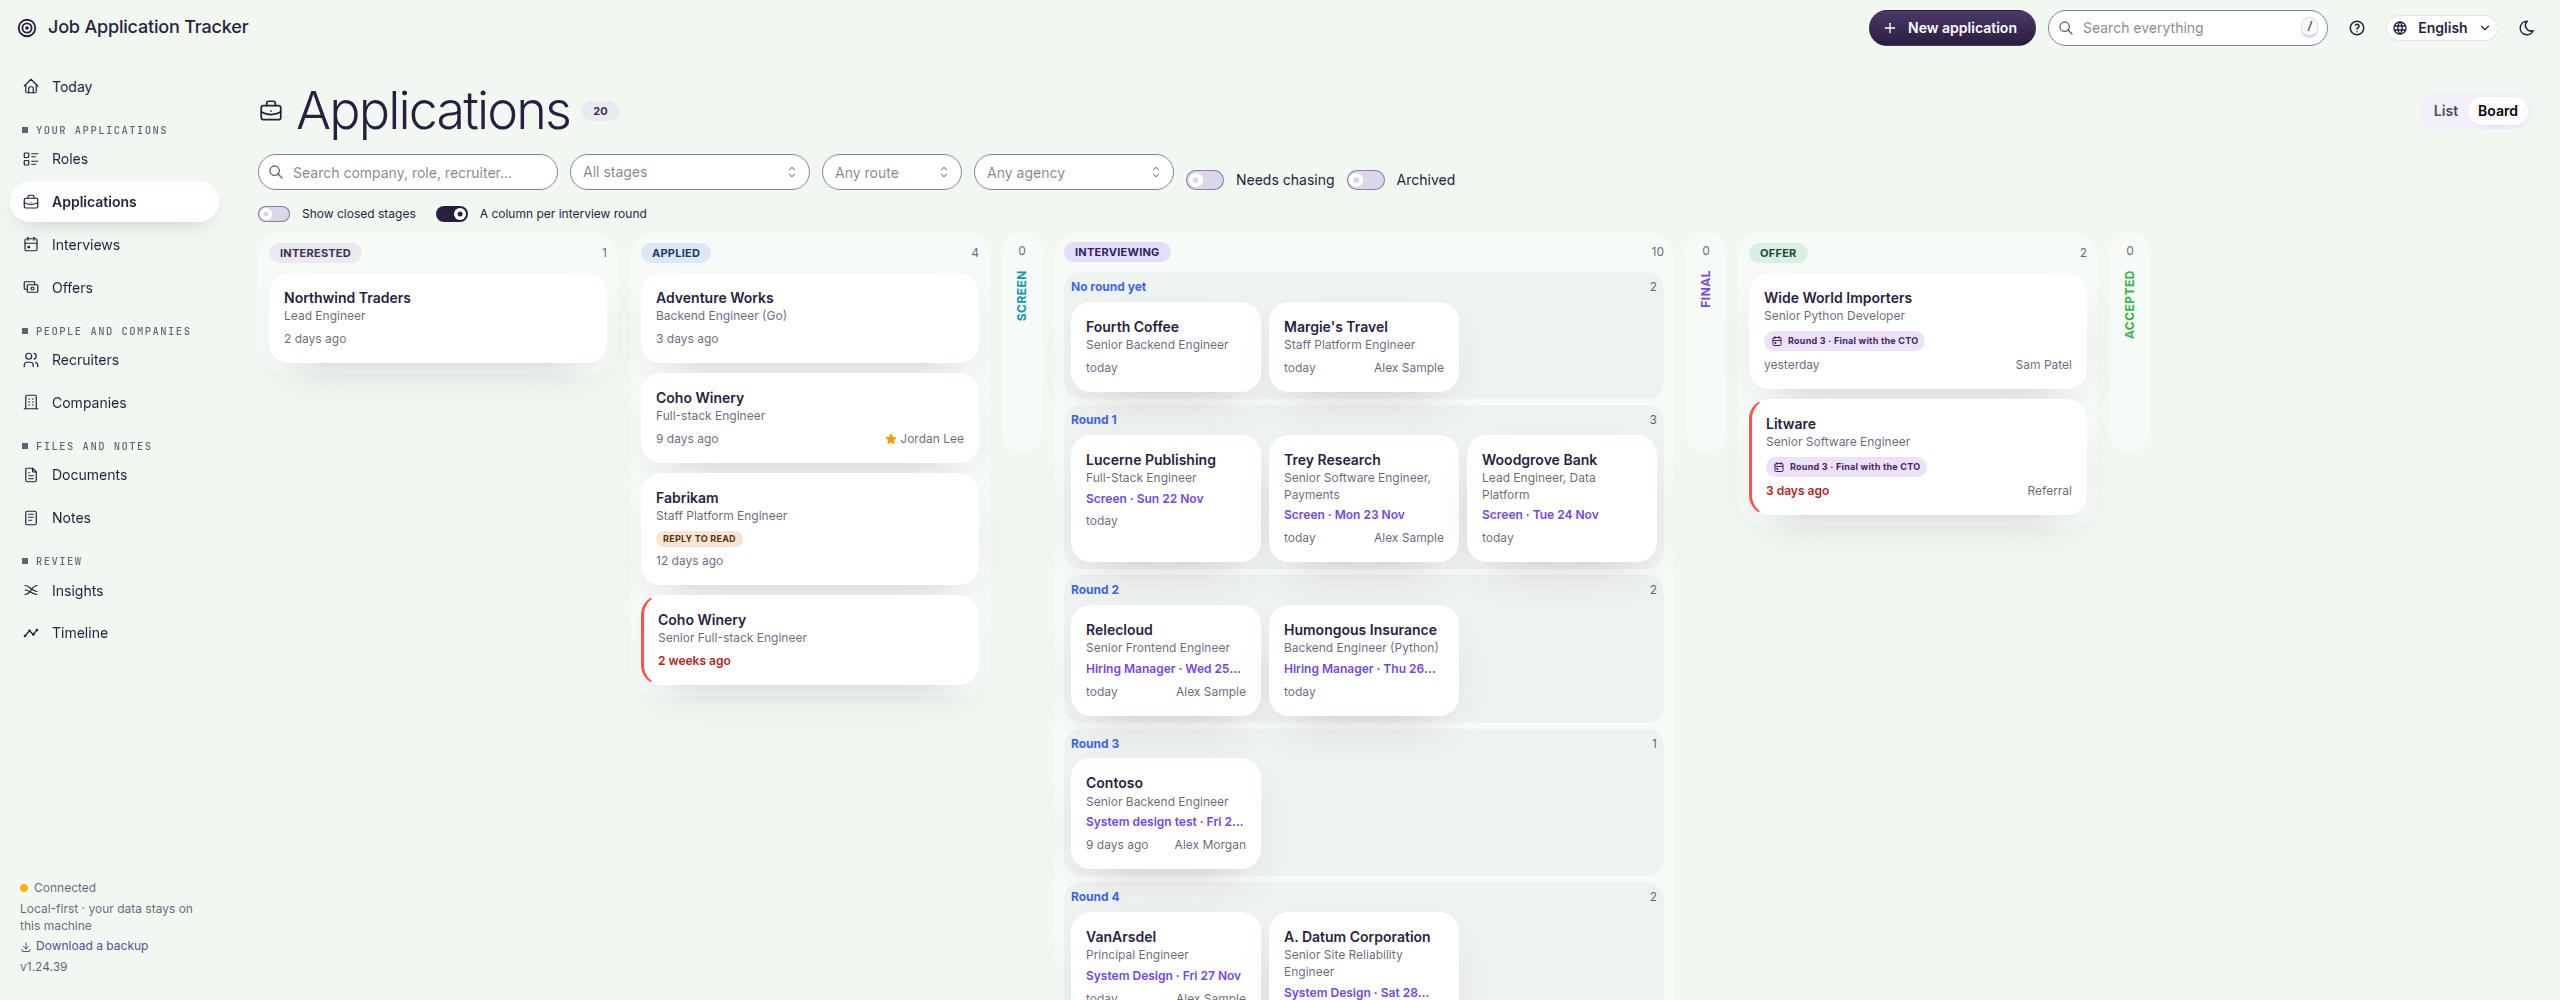 Job Application Tracker
New application
Search everything
/
English
Today
YOUR APPLICATIONS
Roles
Applications
Interviews
Offers
PEOPLE AND COMPANIES
Recruiters
Companies
FILES AND NOTES
Documents
Notes
REVIEW
Insights
Timeline
Connected
Local-first · your data stays on
this machine
Download a backup
v1.24.39
Applications 20
List Board
Search company, role, recruiter...
All stages
Any route
Any agency
Needs chasing
Archived
Show closed stages
A column per interview round
INTERESTED 1
Northwind Traders
Lead Engineer
2 days ago
APPLIED 4
Adventure Works
Backend Engineer (Go)
3 days ago
Coho Winery
Full-stack Engineer
9 days ago Jordan Lee
Fabrikam
Staff Platform Engineer
REPLY TO READ
12 days ago
Coho Winery
Senior Full-stack Engineer
2 weeks ago
0
SCREEN
INTERVIEWING 10
No round yet 2
Fourth Coffee
Senior Backend Engineer
today
Margie's Travel
Staff Platform Engineer
today Alex Sample
Round 1 3
Lucerne Publishing
Full-Stack Engineer
Screen · Sun 22 Nov
today
Trey Research
Senior Software Engineer,
Payments
Screen · Mon 23 Nov
today Alex Sample
Woodgrove Bank
Lead Engineer, Data
Platform
Screen · Tue 24 Nov
today
Round 2 2
Relecloud
Senior Frontend Engineer
Hiring Manager · Wed 25...
today Alex Sample
Humongous Insurance
Backend Engineer (Python)
Hiring Manager · Thu 26...
today
Round 3 1
Contoso
Senior Backend Engineer
System design test · Fri 2...
9 days ago Alex Morgan
Round 4 2
VanArsdel
Principal Engineer
System Design · Fri 27 Nov
today Alex Sample
A. Datum Corporation
Senior Site Reliability
Engineer
System Design · Sat 28...
0
FINAL
OFFER 2
Wide World Importers
Senior Python Developer
Round 3 · Final with the CTO
yesterday Sam Patel
Litware
Senior Software Engineer
Round 3 · Final with the CTO
3 days ago Referral
0
ACCEPTED